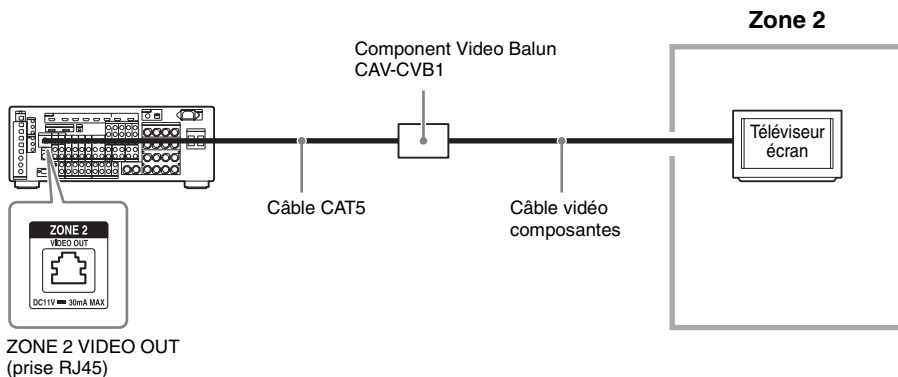 Zone 2
Component Video Balun
CAV-CVB1
Téléviseur
écran
Câble CAT5
Câble vidéo
composantes
ZONE 2
VIDEO OUT
DC11V ⎓ 30mA MAX
ZONE 2 VIDEO OUT
(prise RJ45)